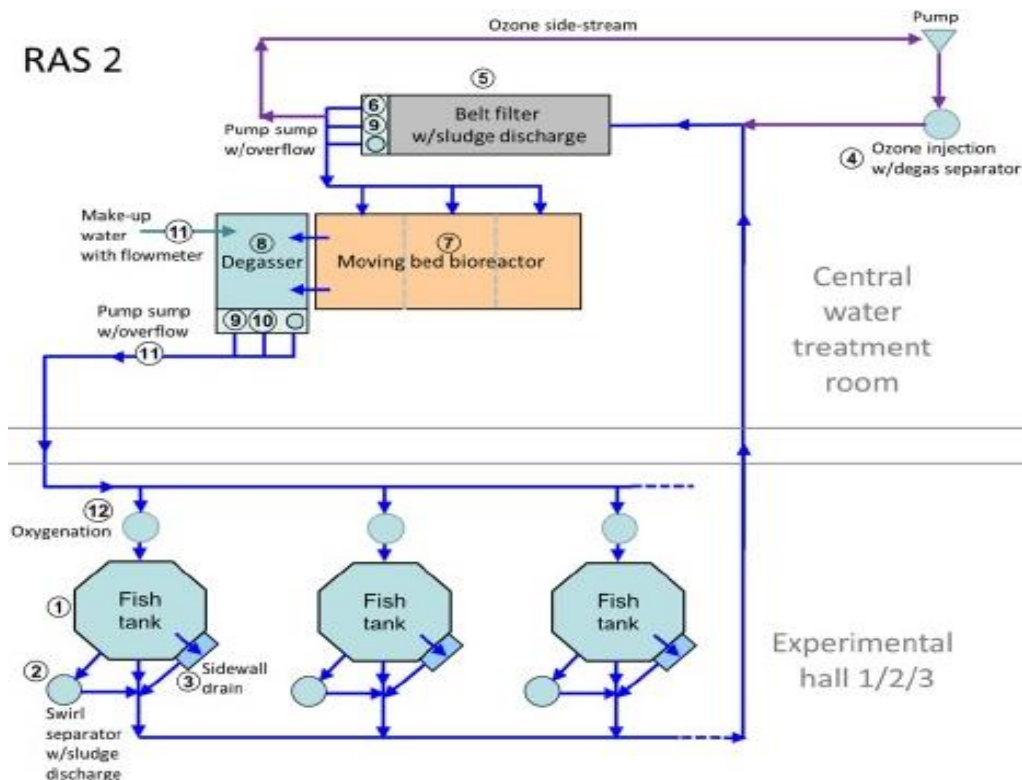 RAS 2
Ozone side-stream
Pump
5
6
9
Belt filter
w/sludge discharge
Pump sump
w/overflow
4
Ozone injection
w/degas separator
Make-up
water
with flowmeter
11
8
Degasser
7
Moving bed bioreactor
Pump sump
w/overflow
9
10
11
Central
water
treatment
room
12
Oxygenation
1
Fish
tank
Fish
tank
Fish
tank
2
3
Sidewall
drain
Swirl
separator
w/sludge
discharge
Experimental
hall 1/2/3